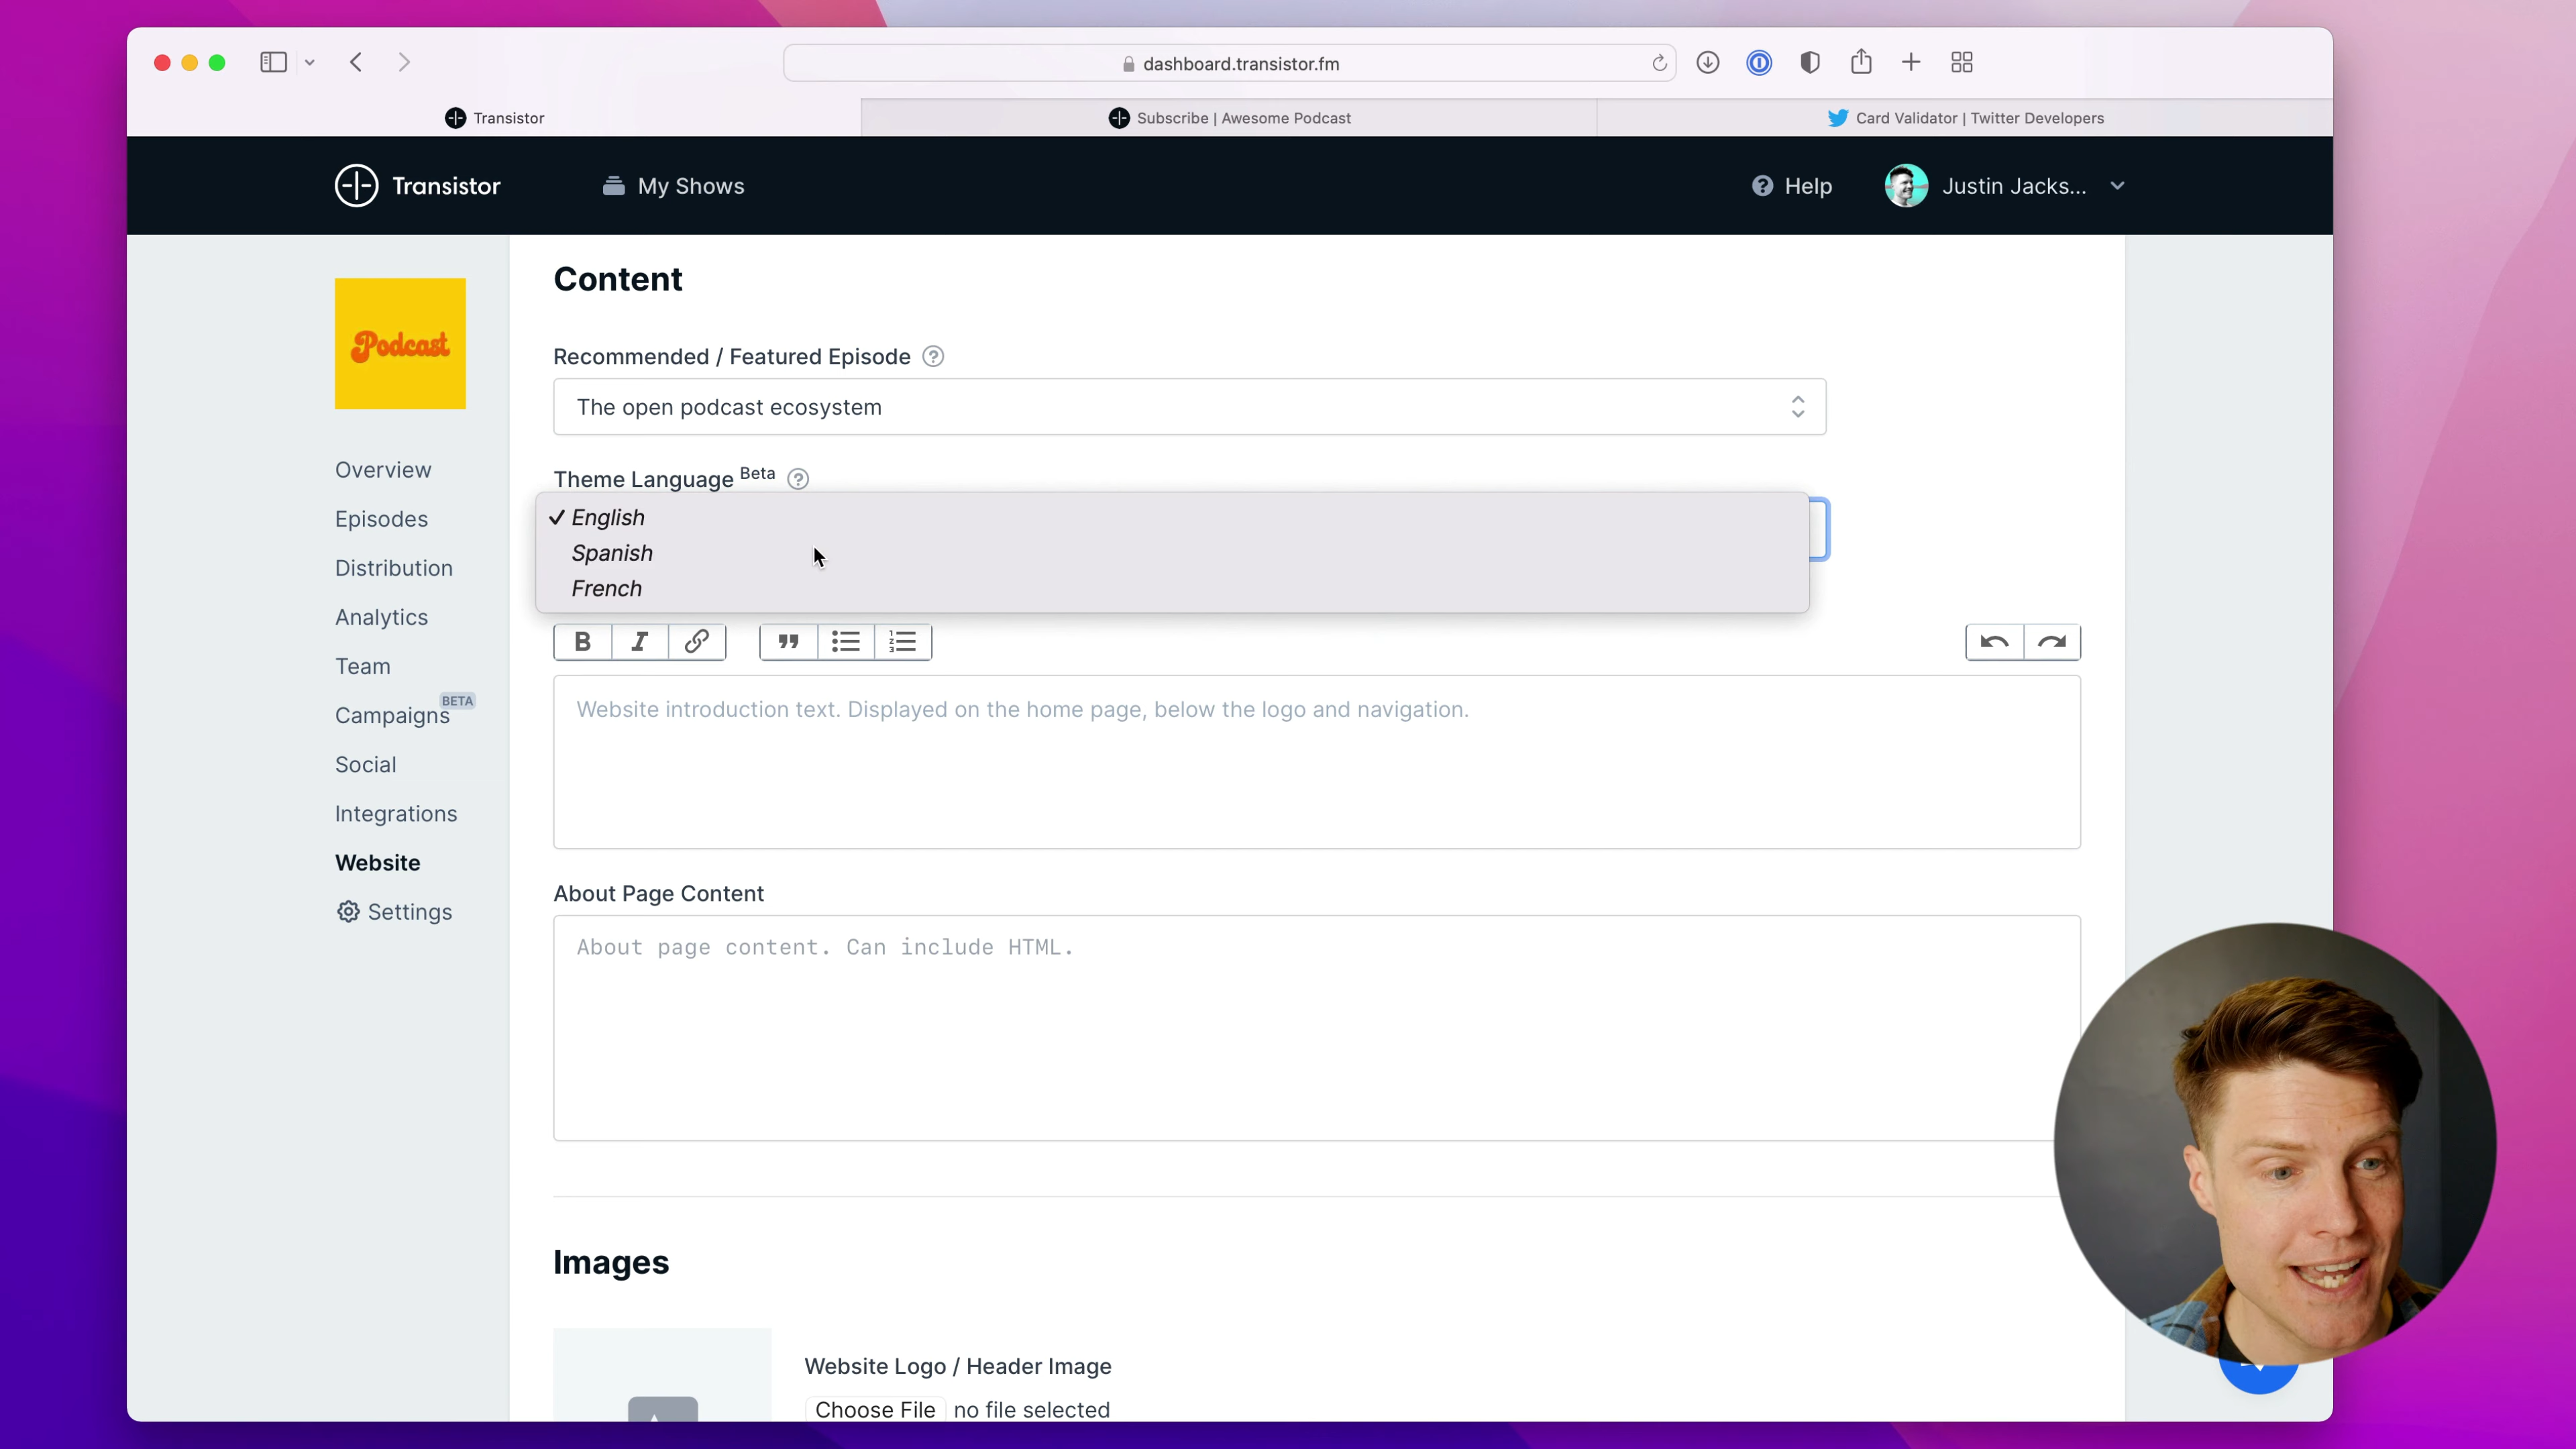 dashboard.transistor.fm
Transistor
Subscribe | Awesome Podcast
Card Validator | Twitter Developers
Transistor
My Shows
Help
Justin Jacks...
Podcast
Overview
Episodes
Distribution
Analytics
Team
Campaigns BETA
Social
Integrations
Website
Settings
Content
Recommended / Featured Episode
The open podcast ecosystem
Theme Language Beta
✓ English
Spanish
French
Website introduction text. Displayed on the home page, below the logo and navigation.
About Page Content
About page content. Can include HTML.
Images
Website Logo / Header Image
Choose File no file selected